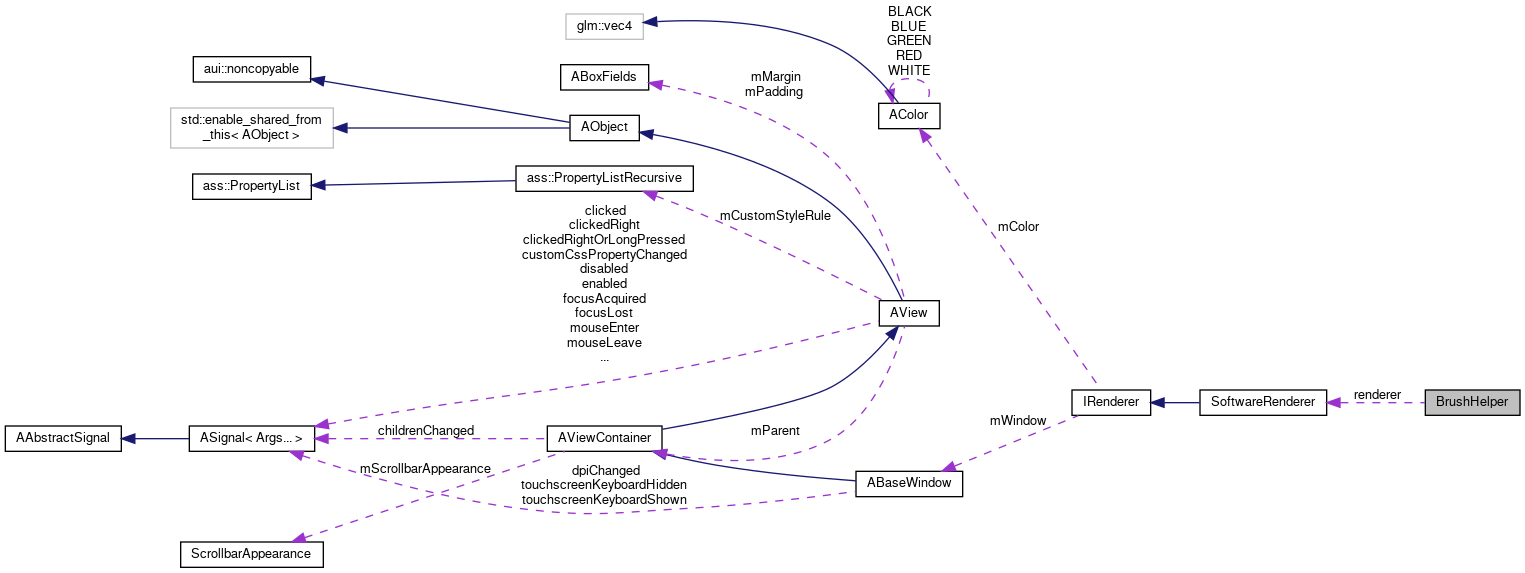 BLACK
BLUE
GREEN
RED
WHITE
glm::vec4
aui::noncopyable
ABoxFields
mMargin
mPadding
std::enable_shared_from
_this< AObject >
AObject
AColor
ass::PropertyList
ass::PropertyListRecursive
mCustomStyleRule
mColor
clicked
clickedRight
clickedRightOrLongPressed
customCssPropertyChanged
disabled
enabled
focusAcquired
focusLost
mouseEnter
mouseLeave
...
AView
IRenderer
SoftwareRenderer
renderer
BrushHelper
mWindow
AAbstractSignal
ASignal< Args... >
childrenChanged
AViewContainer
mParent
mScrollbarAppearance
dpiChanged
touchscreenKeyboardHidden
touchscreenKeyboardShown
ABaseWindow
ScrollbarAppearance